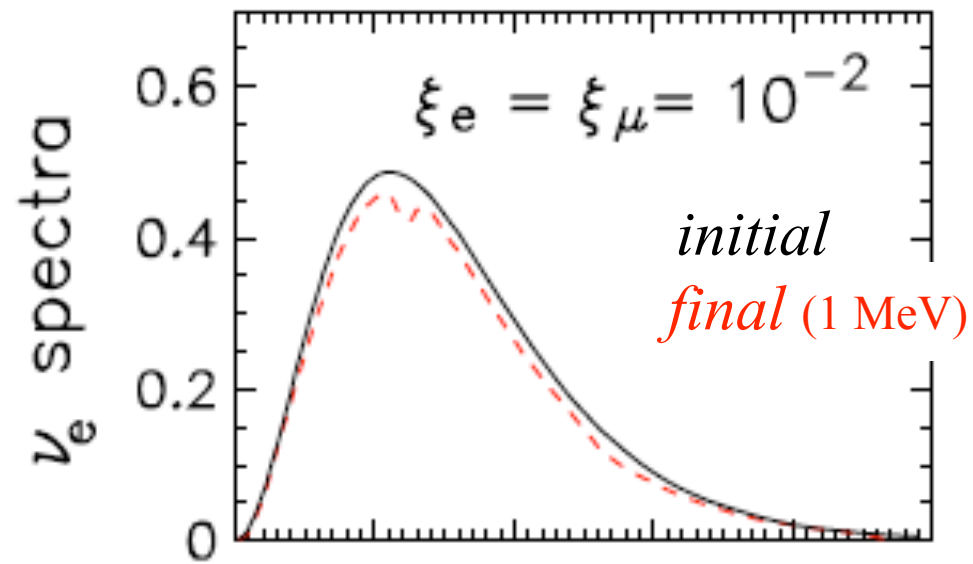 0.6
ξe = ξμ= 10−2
0.4
initial
final (1 MeV)
0.2
0
νe spectra